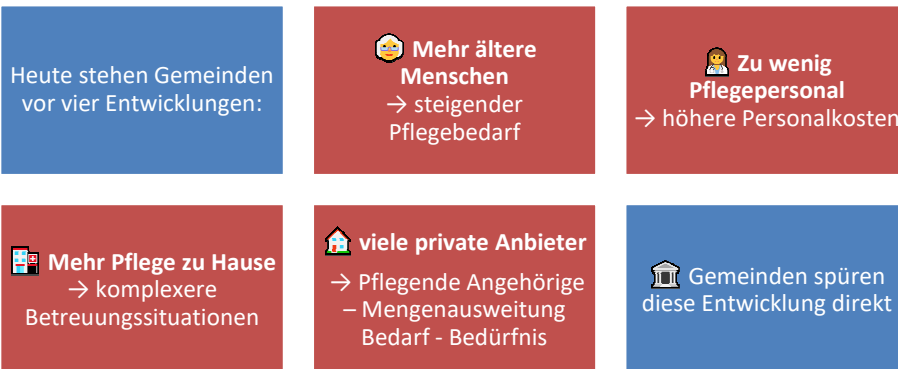 Heute stehen Gemeinden
vor vier Entwicklungen:
Mehr ältere
Menschen
→ steigender
Pflegebedarf
Zu wenig
Pflegepersonal
→ höhere Personalkosten
Mehr Pflege zu Hause
→ komplexere
Betreuungssituationen
viele private Anbieter
→ Pflegende Angehörige
– Mengenausweitung
Bedarf - Bedürfnis
Gemeinden spüren
diese Entwicklung direkt